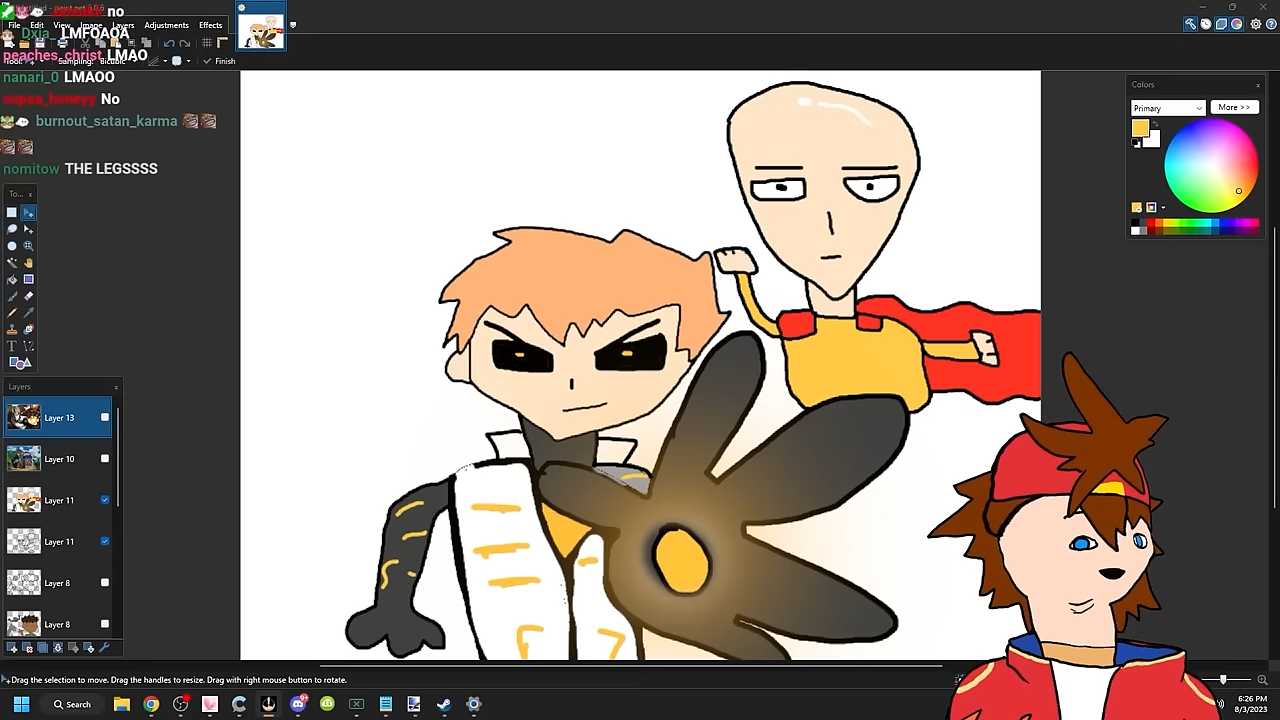 no
File Edit View Image Layers Adjustments Effects
Dxia_ LMFOAOA
peaches_christ LMAO
Sampling: Finish
nanari_0 LMAOO
supaa_honeyy No
burnout_satan_karma
nomitow THE LEGSSSS
To... x
Colors x
Primary More >>
Layers x
Layer 13
Layer 10
Layer 11
Layer 11
Layer 8
Layer 8
Drag the selection to move. Drag the handles to resize. Drag with right mouse button to rotate.
Search
6:26 PM
8/3/2023